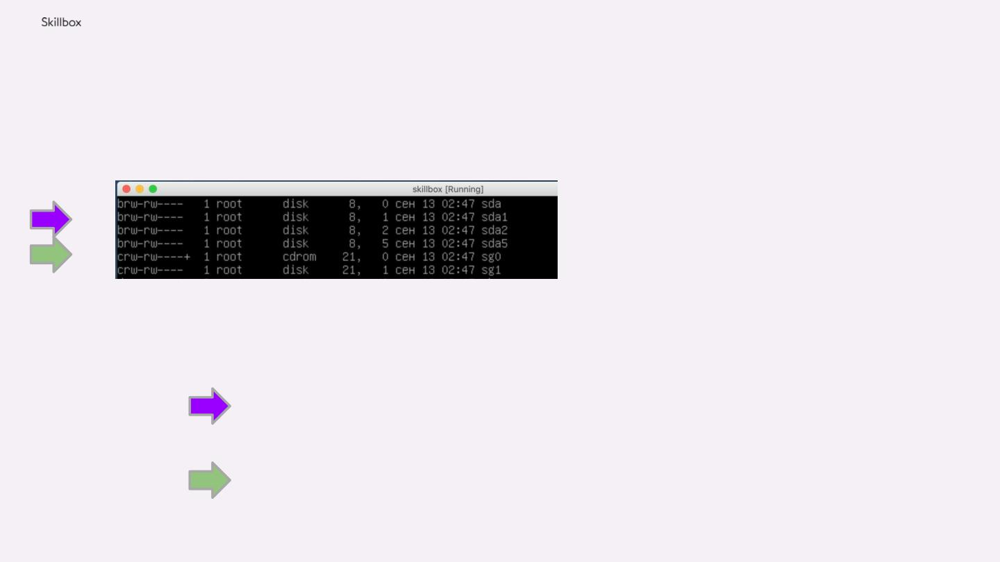 Skillbox
skillbox [Running]
brw-rw---- 1 root disk 8, 0 сен 13 02:47 sda
brw-rw---- 1 root disk 8, 1 сен 13 02:47 sda1
brw-rw---- 1 root disk 8, 2 сен 13 02:47 sda2
brw-rw---- 1 root disk 8, 5 сен 13 02:47 sda5
crw-rw----+ 1 root cdrom 21, 0 сен 13 02:47 sg0
crw-rw---- 1 root disk 21, 1 сен 13 02:47 sg1